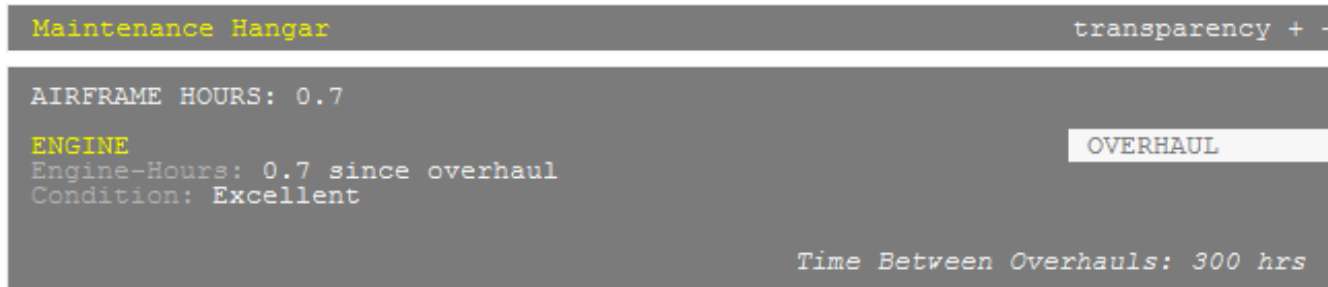 Maintenance Hangar transparency + -
AIRFRAME HOURS: 0.7
ENGINE OVERHAUL
Engine-Hours: 0.7 since overhaul
Condition: Excellent
Time Between Overhauls: 300 hrs